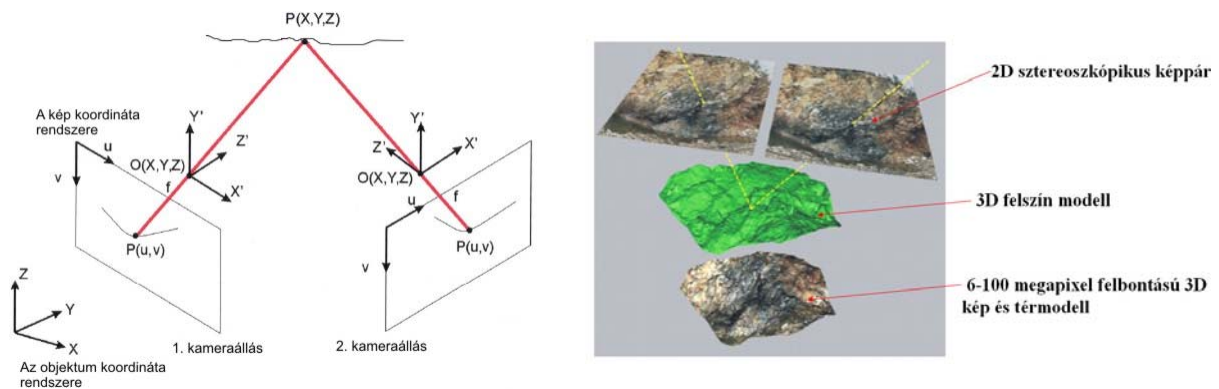 P(X,Y,Z)
A kép koordináta
rendszere
u
v
Y'
Z'
O(X,Y,Z)
X'
f
P(u,v)
Y'
Z'
X'
O(X,Y,Z)
u
f
v
P(u,v)
Z
Y
X
1. kameraállás
2. kameraállás
Az objektum koordináta
rendszere
2D sztereoszkópikus képpár
3D felszín modell
6-100 megapixel felbontású 3D
kép és térmodell